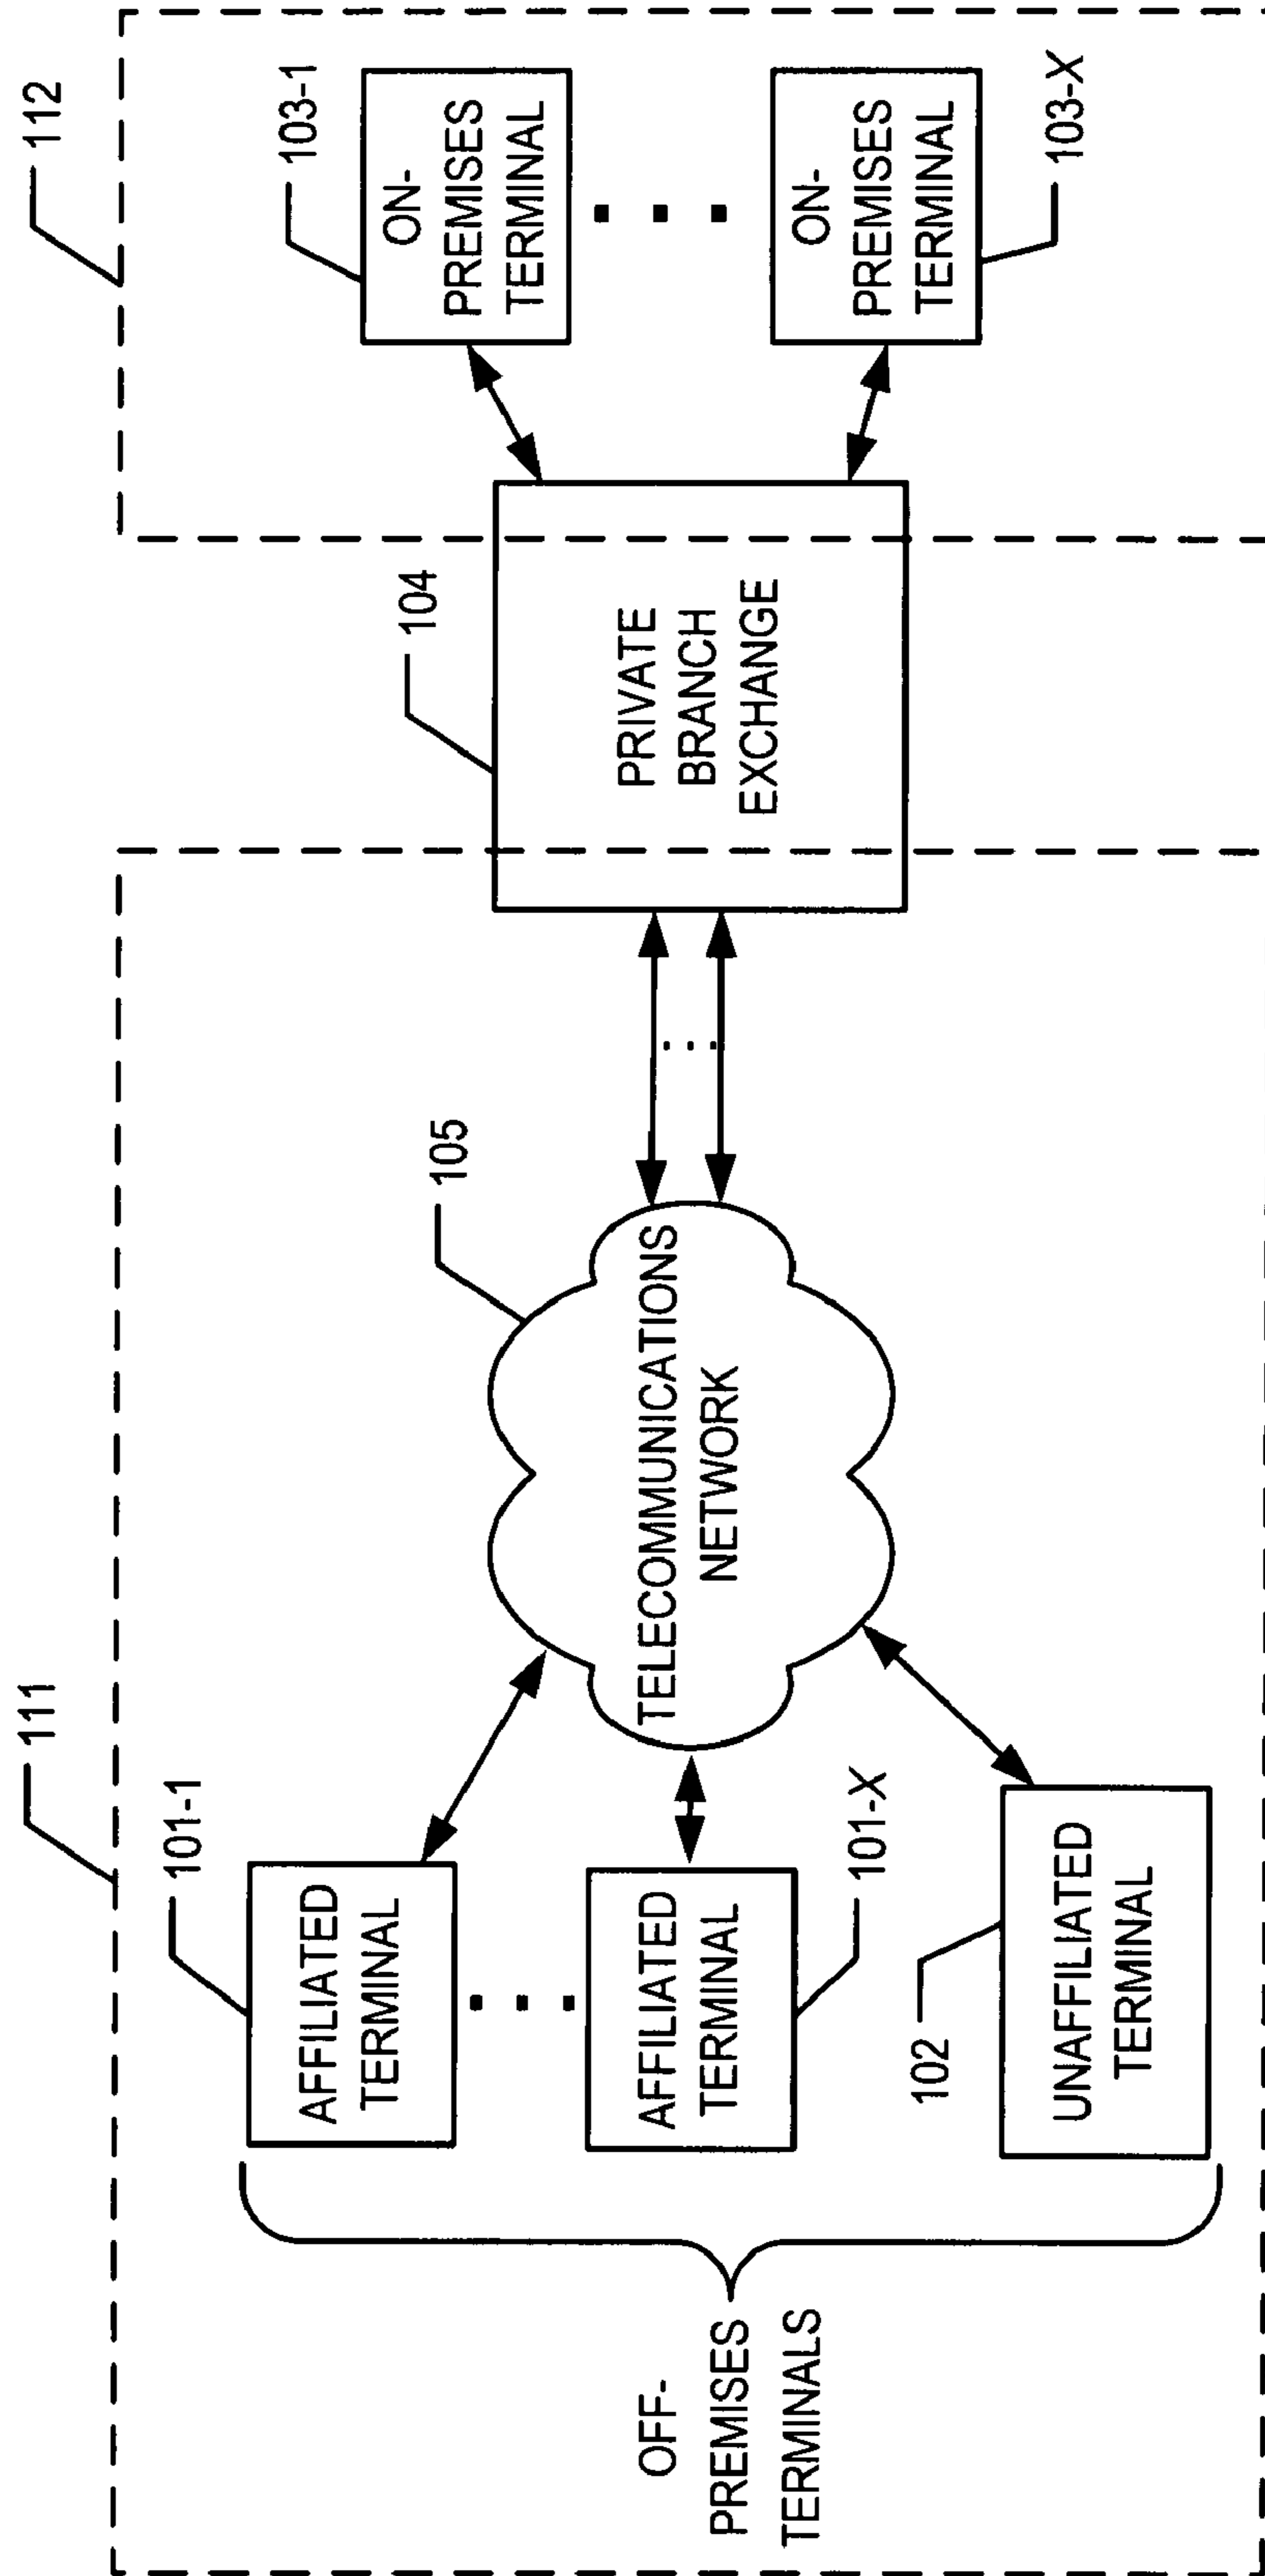 111
112
101-1
105
104
103-1
AFFILIATED
TERMINAL
ON-
PREMISES
TERMINAL
OFF-
PREMISES
TERMINALS
AFFILIATED
TERMINAL
101-X
TELECOMMUNICATIONS
NETWORK
PRIVATE
BRANCH
EXCHANGE
ON-
PREMISES
TERMINAL
103-X
102
UNAFFILIATED
TERMINAL